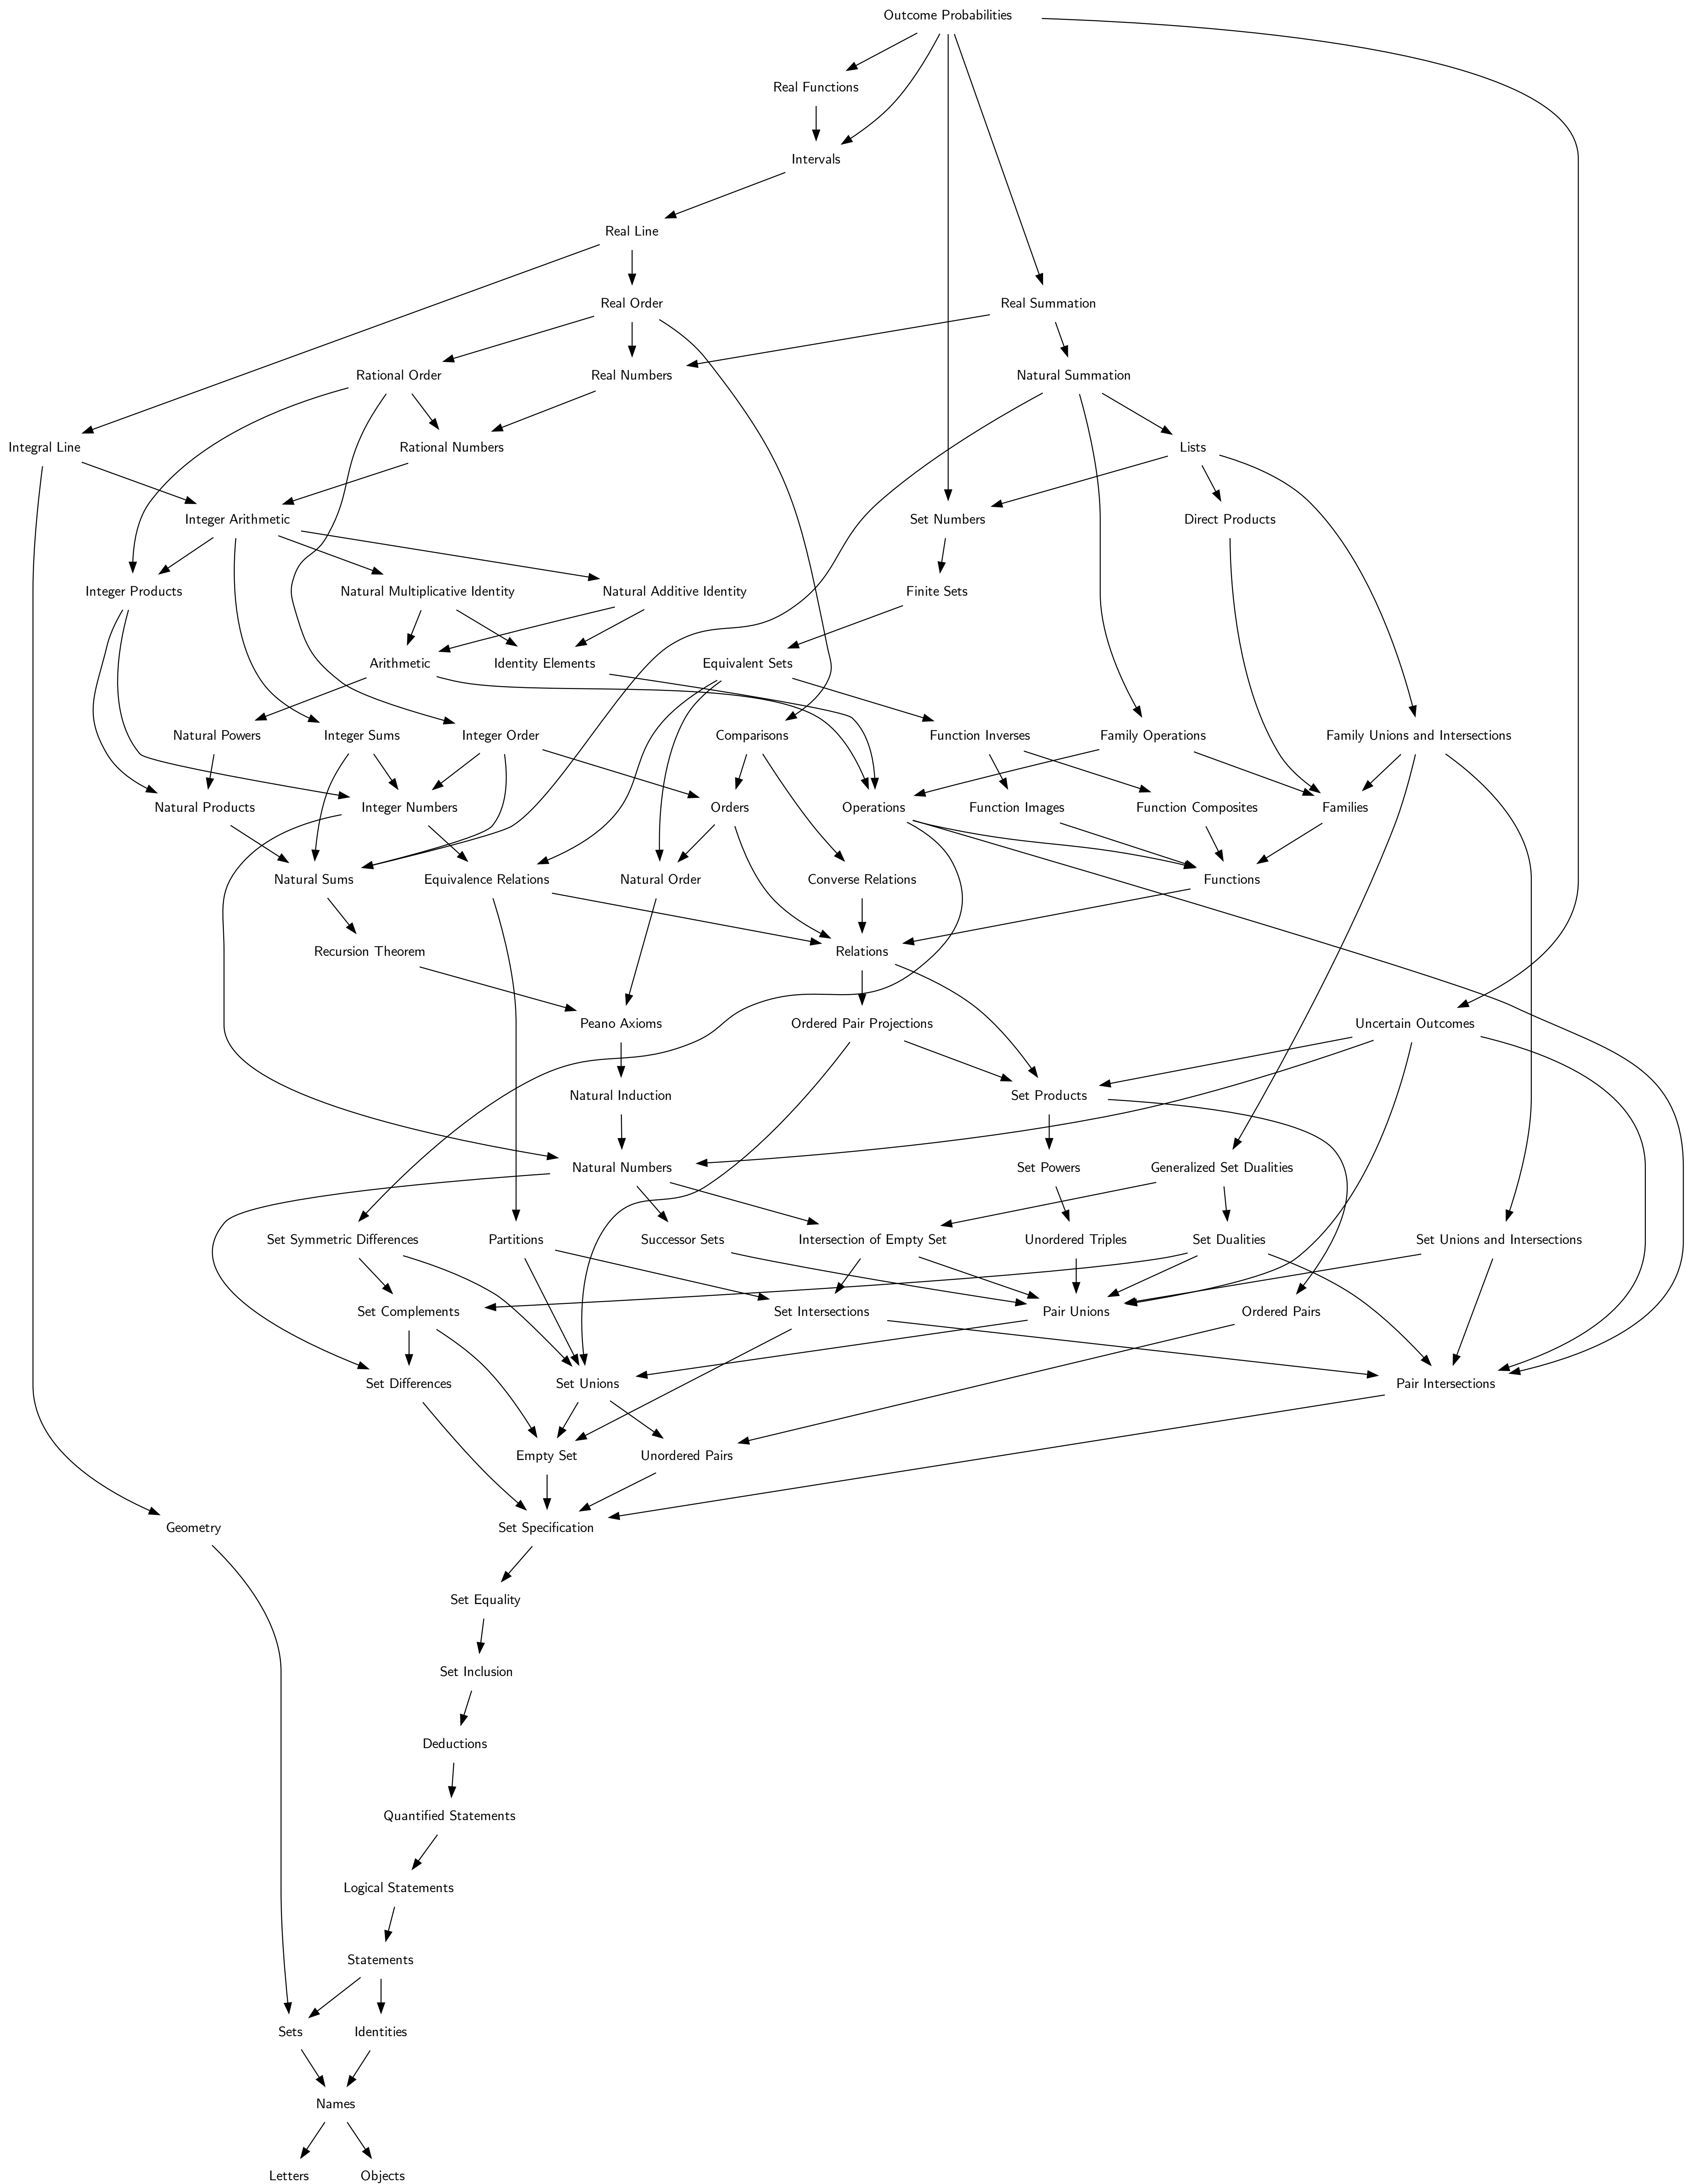 Outcome Probabilities
Real Functions
Intervals
Real Line
Real Order
Real Summation
Rational Order
Real Numbers
Natural Summation
Integral Line
Rational Numbers
Lists
Integer Arithmetic
Set Numbers
Direct Products
Integer Products
Natural Multiplicative Identity
Natural Additive Identity
Finite Sets
Arithmetic
Identity Elements
Equivalent Sets
Natural Powers
Integer Sums
Integer Order
Comparisons
Function Inverses
Family Operations
Family Unions and Intersections
Natural Products
Integer Numbers
Orders
Operations
Function Images
Function Composites
Families
Natural Sums
Equivalence Relations
Natural Order
Converse Relations
Functions
Recursion Theorem
Relations
Peano Axioms
Ordered Pair Projections
Uncertain Outcomes
Natural Induction
Set Products
Natural Numbers
Set Powers
Generalized Set Dualities
Set Symmetric Differences
Partitions
Successor Sets
Intersection of Empty Set
Unordered Triples
Set Dualities
Set Unions and Intersections
Set Complements
Set Intersections
Pair Unions
Ordered Pairs
Set Differences
Set Unions
Pair Intersections
Empty Set
Unordered Pairs
Geometry
Set Specification
Set Equality
Set Inclusion
Deductions
Quantified Statements
Logical Statements
Statements
Sets
Identities
Names
Letters
Objects